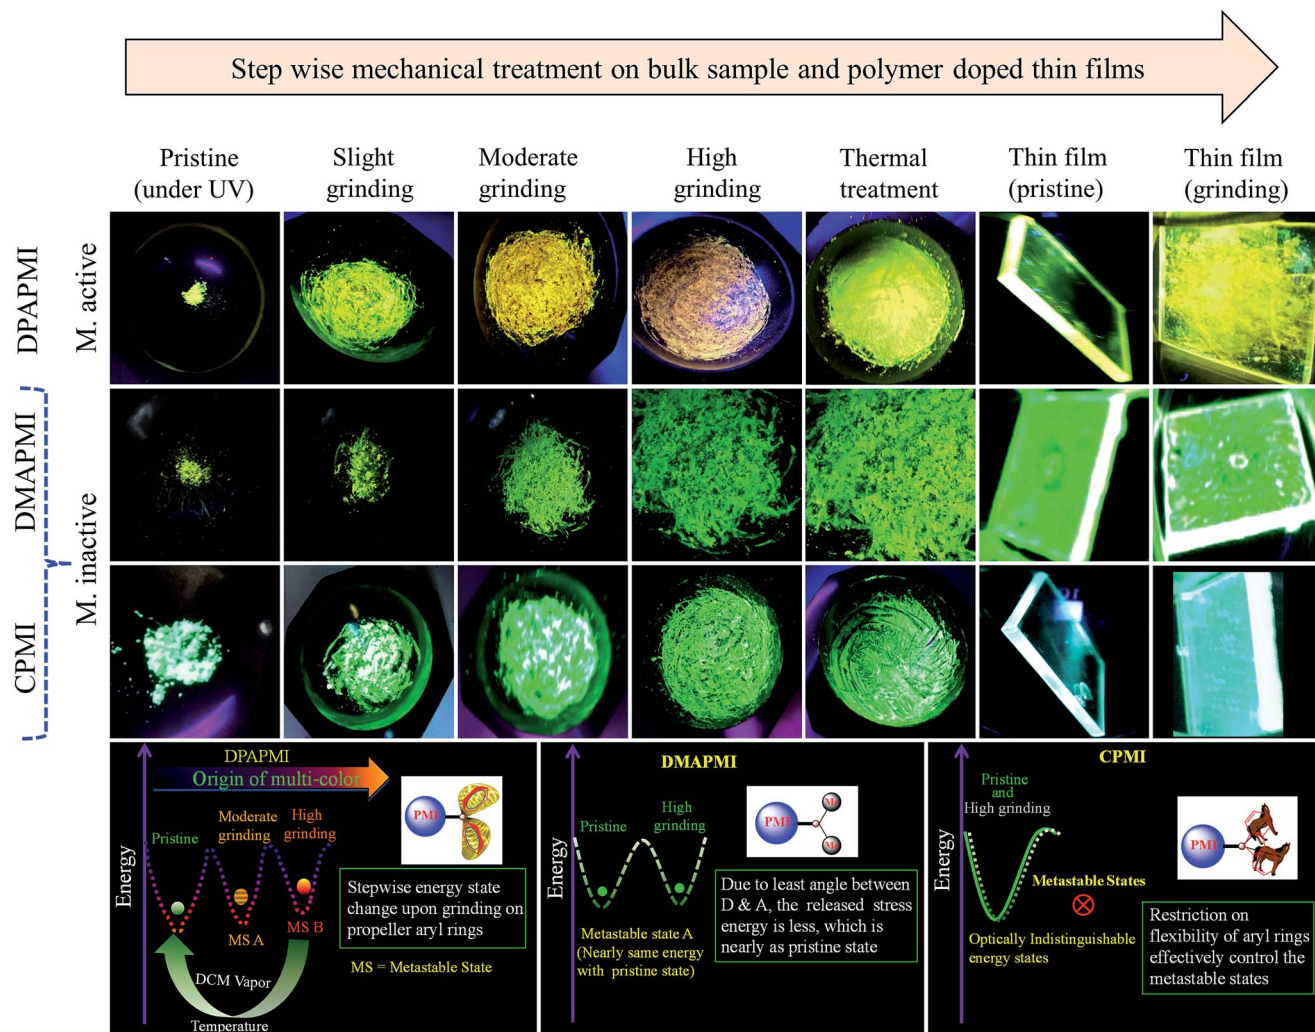 Step wise mechanical treatment on bulk sample and polymer doped thin films
Pristine
(under UV)
Slight
grinding
Moderate
grinding
High
grinding
Thermal
treatment
Thin film
(pristine)
Thin film
(grinding)
DPAPMI
M. active
DMAPMI
CPMI
M. inactive
DPAPMI
Origin of multi-color
Energy
Pristine
Moderate
grinding
High
grinding
MS A
MS B
DCM Vapor
Temperature
PMI
Stepwise energy state
change upon grinding on
propeller aryl rings
MS = Metastable State
DMAPMI
Energy
Pristine
High
grinding
Metastable state A
(Nearly same energy
with pristine state)
PMI
Me
Me
Due to least angle between
D & A, the released stress
energy is less, which is
nearly as pristine state
CPMI
Energy
Pristine
and
High grinding
Metastable States
Optically Indistinguishable
energy states
PMI
Restriction on
flexibility of aryl rings
effectively control the
metastable states